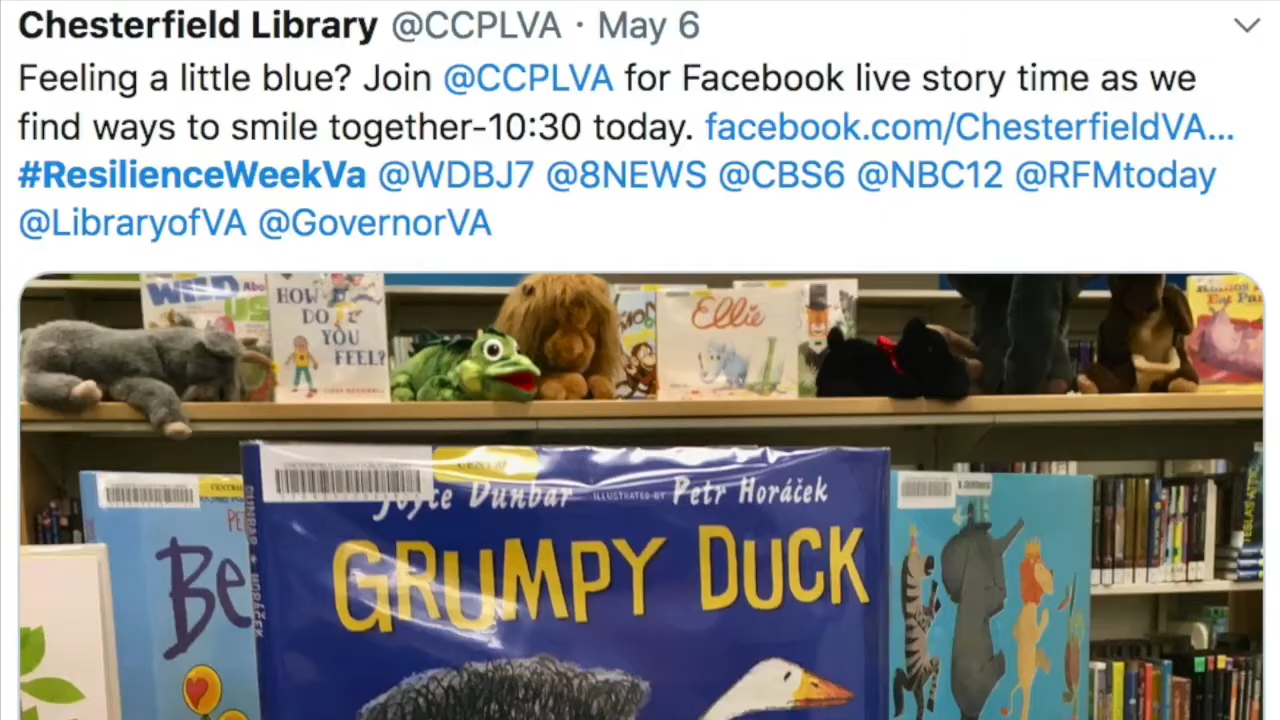 Chesterfield Library @CCPLVA · May 6
Feeling a little blue? Join @CCPLVA for Facebook live story time as we
find ways to smile together-10:30 today. facebook.com/ChesterfieldVA...
#ResilienceWeekVa @WDBJ7 @8NEWS @CBS6 @NBC12 @RFMtoday
@LibraryofVA @GovernorVA
WILD
HOW
DO
YOU
FEEL?
Ellie
Joyce Dunbar ILLUSTRATED BY Petr Horáček
GRUMPY DUCK
Be